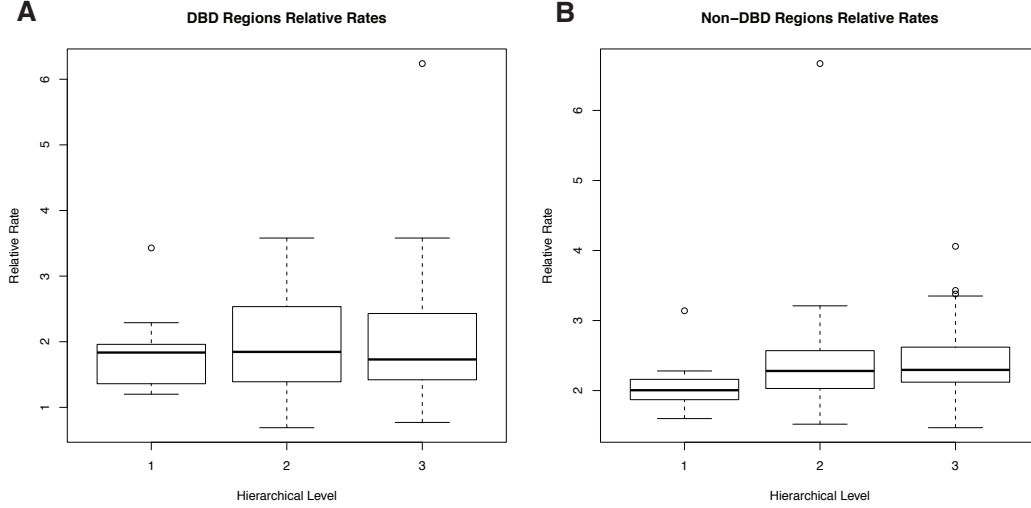 A
DBD Regions Relative Rates
Relative Rate
6
5
4
3
2
1
1 2 3
Hierarchical Level
B
Non−DBD Regions Relative Rates
Relative Rate
6
5
4
3
2
1 2 3
Hierarchical Level